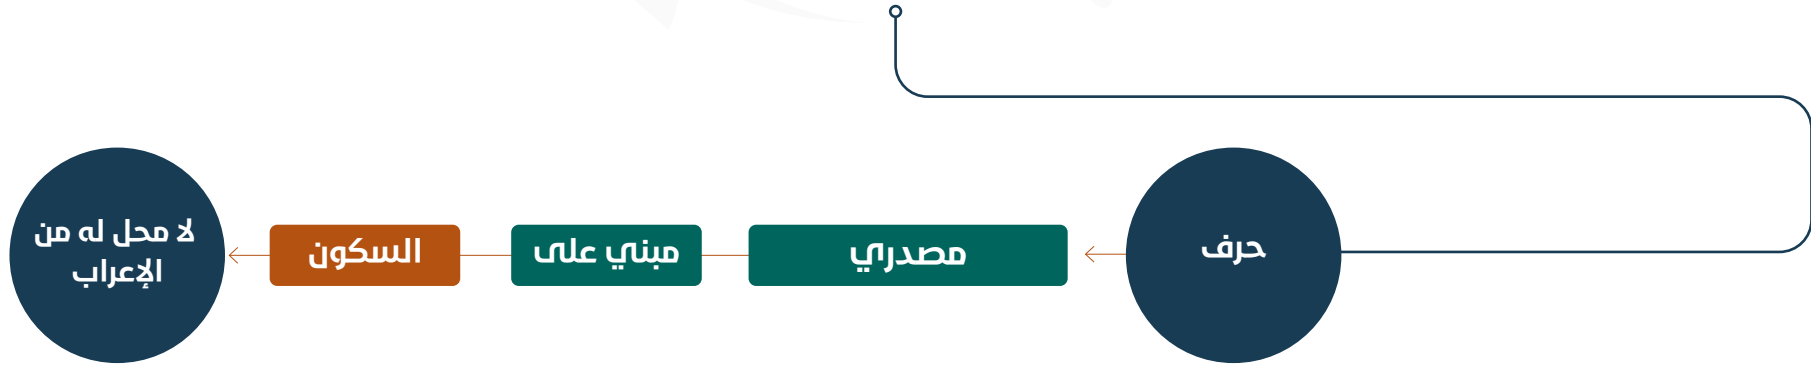 حرف
مصدري
مبني على
السكون
لا محل له من
الإعراب